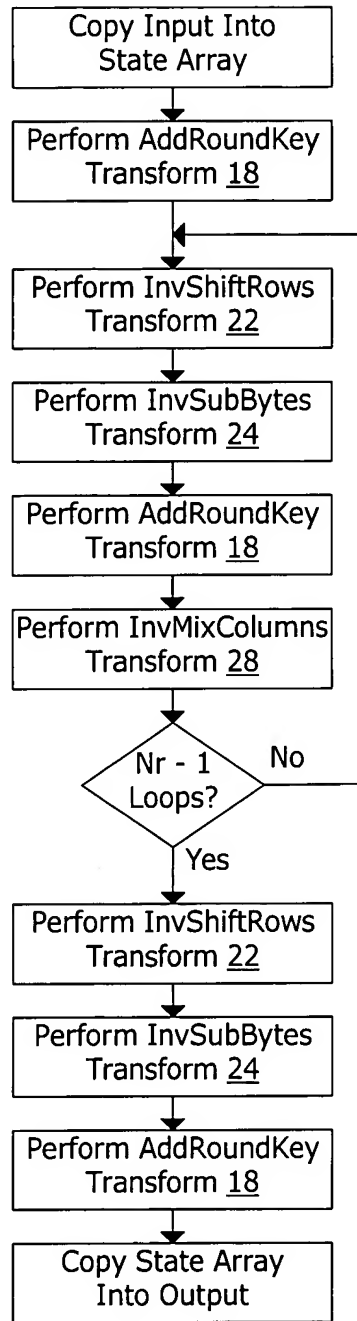 Copy Input Into
State Array
Perform AddRoundKey
Transform 18
Perform InvShiftRows
Transform 22
Perform InvSubBytes
Transform 24
Perform AddRoundKey
Transform 18
Perform InvMixColumns
Transform 28
Nr - 1
Loops?
No
Yes
Perform InvShiftRows
Transform 22
Perform InvSubBytes
Transform 24
Perform AddRoundKey
Transform 18
Copy State Array
Into Output